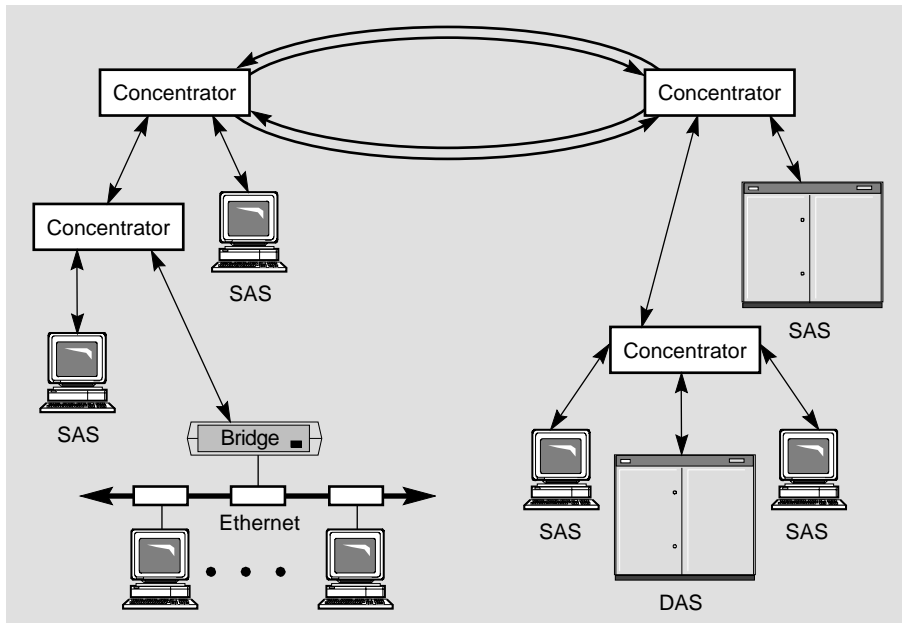 Concentrator
Concentrator
Concentrator
SAS
SAS
Concentrator
SAS
Bridge
SAS
SAS
Ethernet
DAS